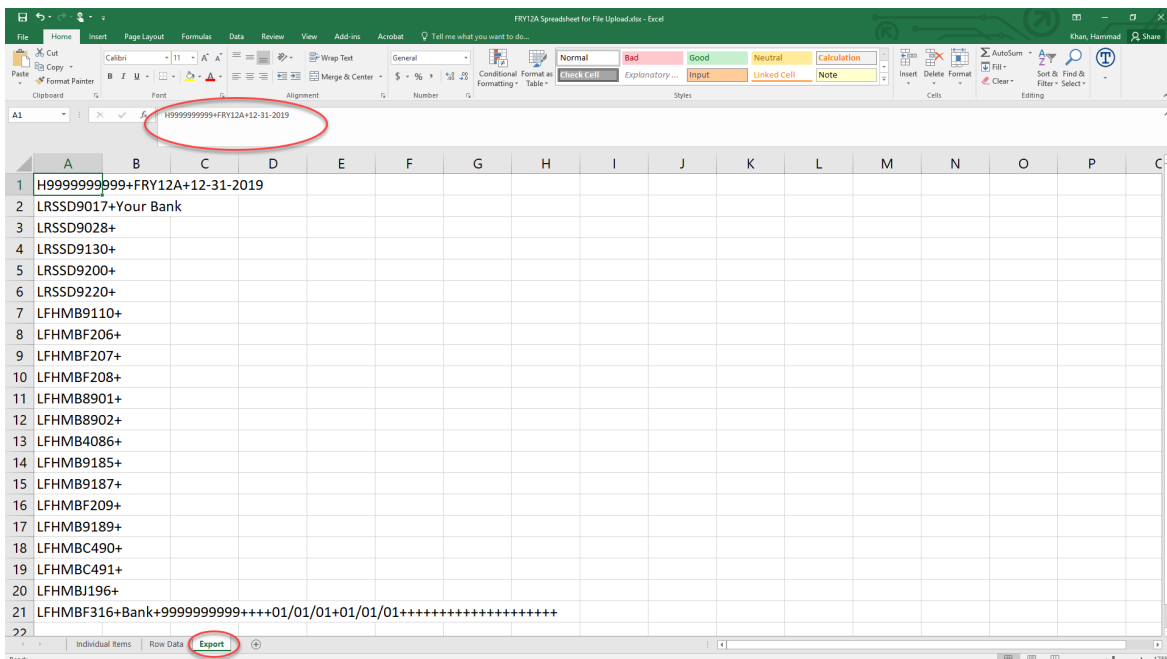 FRY12A Spreadsheet for File Upload.xlsx - Excel
File Home Insert Page Layout Formulas Data Review View Add-ins Acrobat Tell me what you want to do... Khan, Hammad Share
Paste Cut Calibri 11 A A Wrap Text General Conditional Formatting Format as Table Normal Bad Good Neutral Calculation Insert Delete Format AutoSum Sort & Filter Find & Select
Copy Fill
Format Painter B I U A Merge & Center $ % , Check Cell Explanatory ... Input Linked Cell Note Clear
Clipboard Font Alignment Number Styles Cells Editing
A1 fx H9999999999+FRY12A+12-31-2019
A B C D E F G H I J K L M N O P
1 H9999999999+FRY12A+12-31-2019
2 LRSSD9017+Your Bank
3 LRSSD9028+
4 LRSSD9130+
5 LRSSD9200+
6 LRSSD9220+
7 LFHMB9110+
8 LFHMBF206+
9 LFHMBF207+
10 LFHMBF208+
11 LFHMB8901+
12 LFHMB8902+
13 LFHMB4086+
14 LFHMB9185+
15 LFHMB9187+
16 LFHMBF209+
17 LFHMB9189+
18 LFHMBC490+
19 LFHMBC491+
20 LFHMBJ196+
21 LFHMBF316+Bank+9999999999++++01/01/01+01/01/01++++++++++++++++++++
22
Individual Items Row Data Export